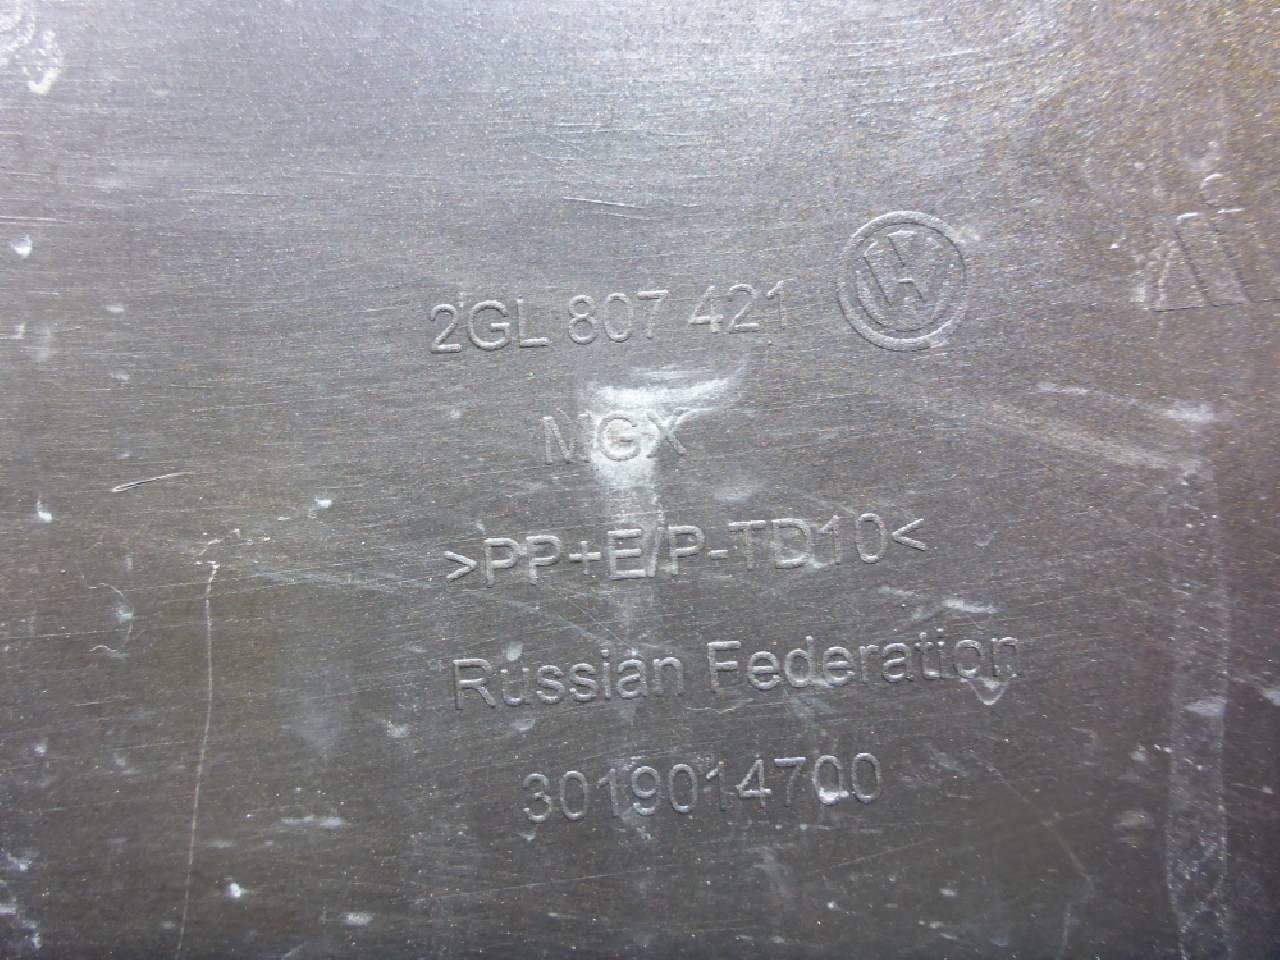 2GL 807 421
MGX
>PP+E/P-TD10<
Russian Federation
3019014700